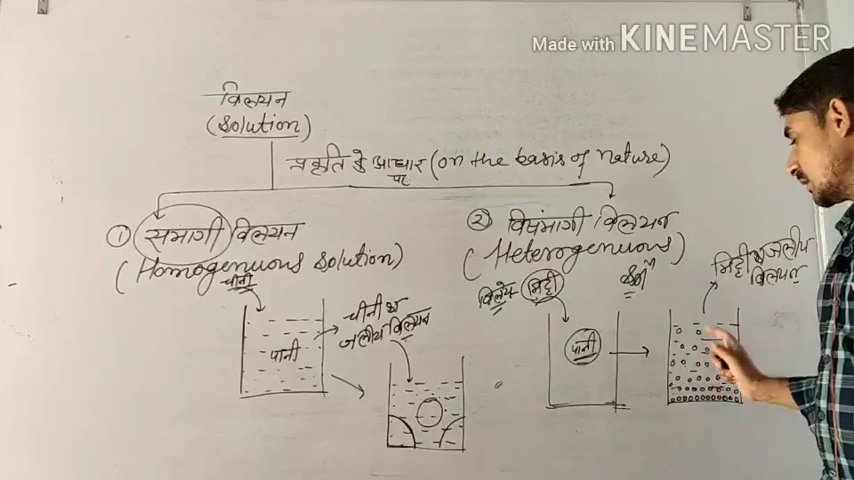 Made with KINEMASTER
विलयन
(Solution)
प्रकृति के आधार पर (on the basis of nature)
① समांगी विलयन
(Homogenuous solution)
चीनी
पानी
चीनी का
जलीय विलयन
② विषमांगी विलयन
(Heterogenuous)
विलेय मिट्टी
पानी
मिट्टी का जलीय
विलयन